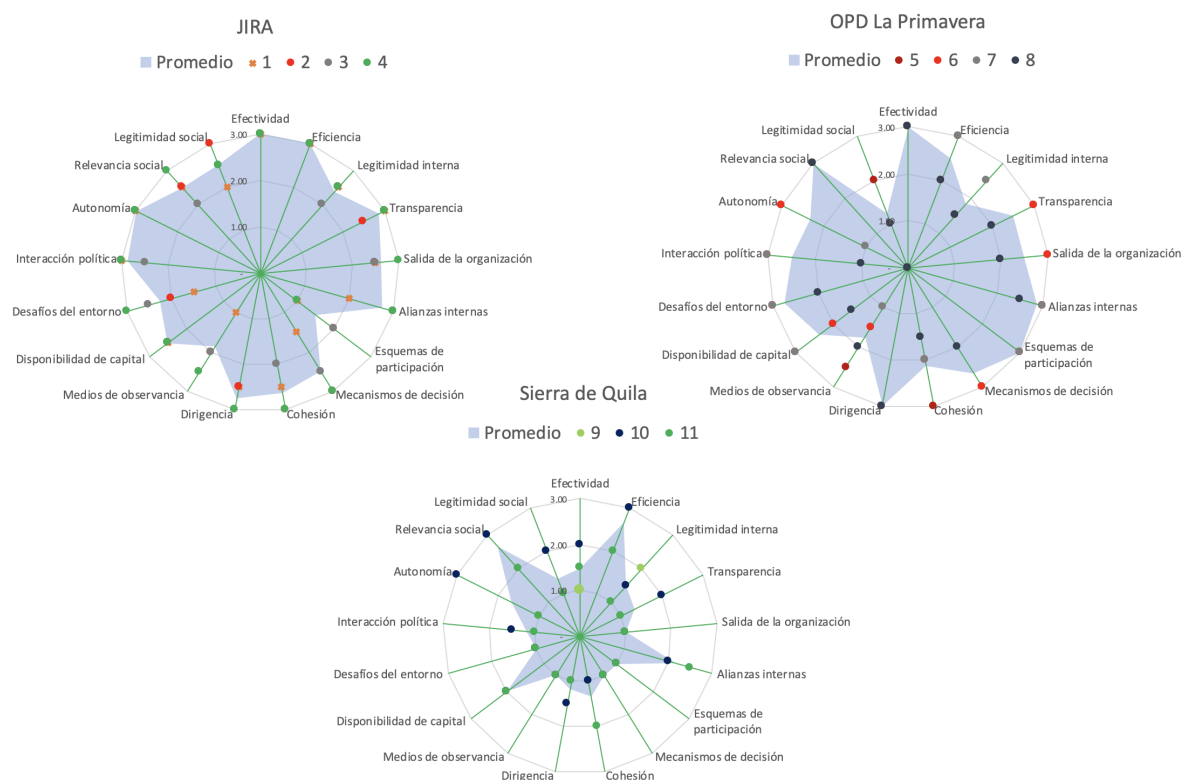 JIRA
Promedio 1 2 3 4
Efectividad
3.00
2.00
1.00
-
Eficiencia
Legitimidad interna
Transparencia
Salida de la organización
Alianzas internas
Esquemas de
participación
Mecanismos de decisión
Cohesión
Dirigencia
Medios de observancia
Disponibilidad de capital
Desafíos del entorno
Interacción política
Autonomía
Relevancia social
Legitimidad social
OPD La Primavera
Promedio 5 6 7 8
Efectividad
3.00
2.00
1.00
-
Eficiencia
Legitimidad interna
Transparencia
Salida de la organización
Alianzas internas
Esquemas de
participación
Mecanismos de decisión
Cohesión
Dirigencia
Medios de observancia
Disponibilidad de capital
Desafíos del entorno
Interacción política
Autonomía
Relevancia social
Legitimidad social
Sierra de Quila
Promedio 9 10 11
Efectividad
3.00
2.00
1.00
Eficiencia
Legitimidad interna
Transparencia
Salida de la organización
Alianzas internas
Esquemas de
participación
Mecanismos de decisión
Cohesión
Dirigencia
Medios de observancia
Disponibilidad de capital
Desafíos del entorno
Interacción política
Autonomía
Relevancia social
Legitimidad social